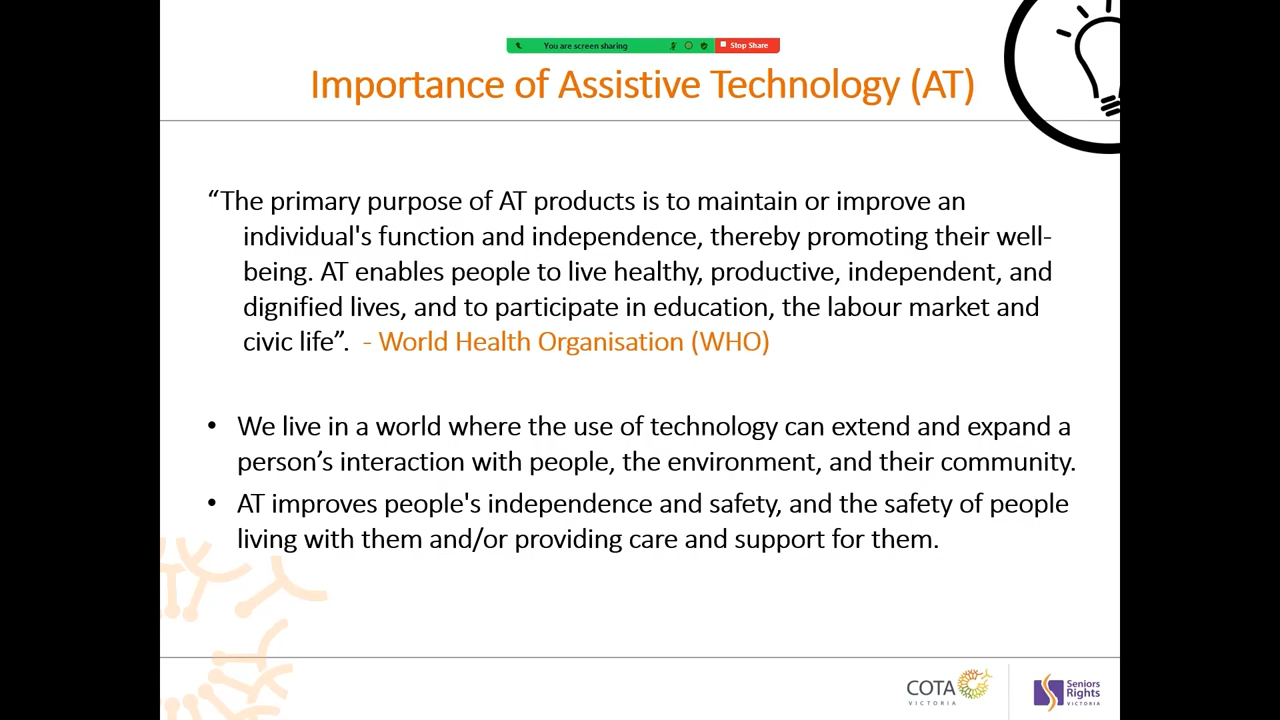 You are screen sharing
Stop Share
Importance of Assistive Technology (AT)
“The primary purpose of AT products is to maintain or improve an
individual's function and independence, thereby promoting their well-
being. AT enables people to live healthy, productive, independent, and
dignified lives, and to participate in education, the labour market and
civic life”. - World Health Organisation (WHO)
• We live in a world where the use of technology can extend and expand a
person’s interaction with people, the environment, and their community.
• AT improves people's independence and safety, and the safety of people
living with them and/or providing care and support for them.
COTA
VICTORIA
Seniors
Rights
VICTORIA